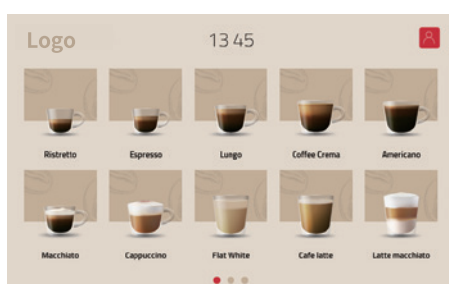 Logo
13 45
Ristretto Espresso Lungo Coffee Crema Americano
Macchiato Cappuccino Flat White Cafe latte Latte macchiato